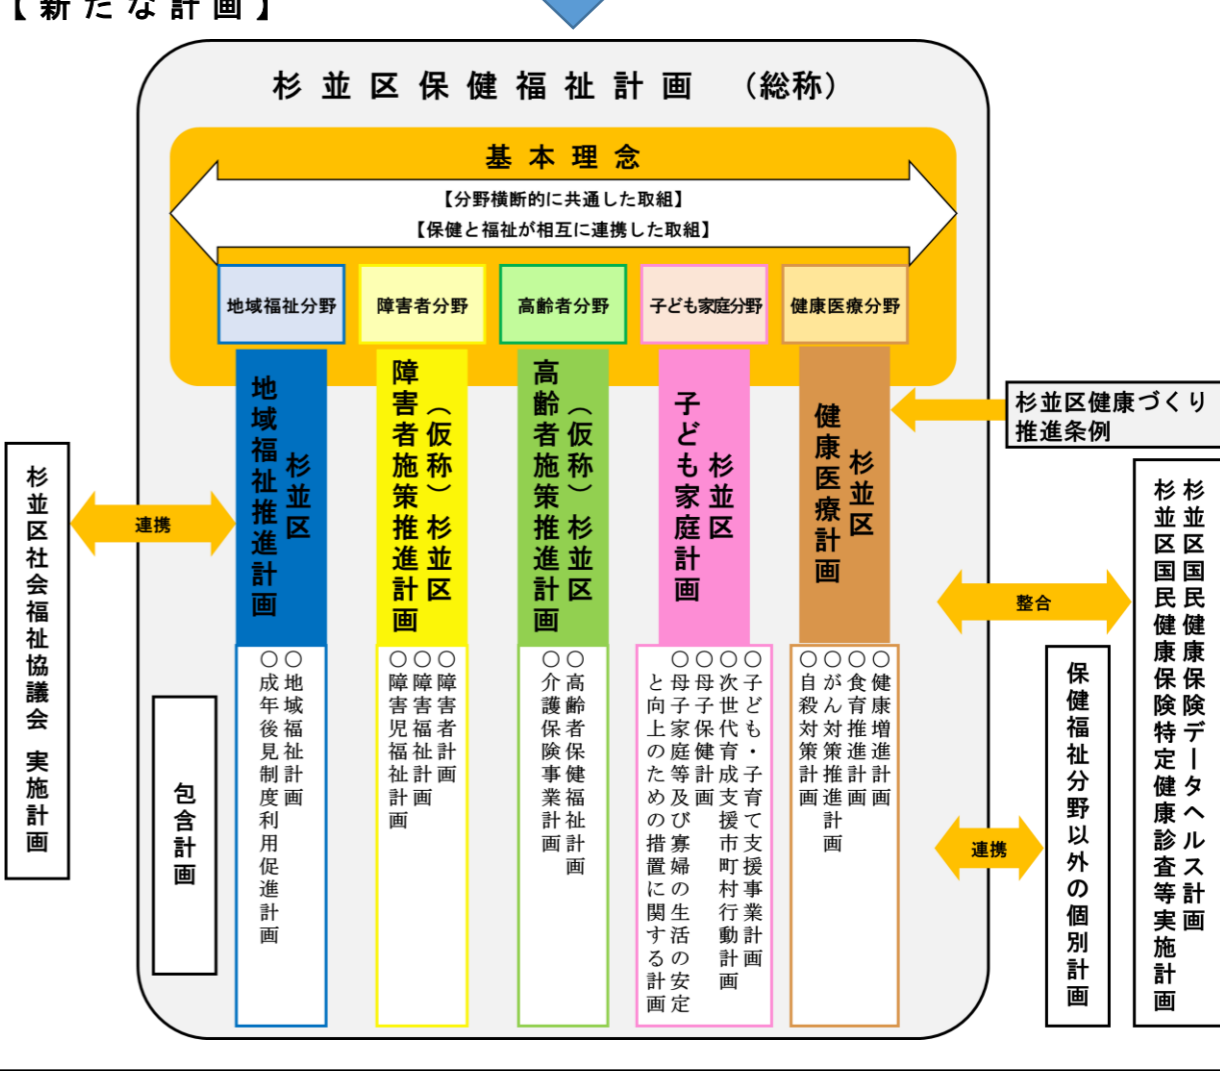 【新たな計画】
杉並区保健福祉計画　（総称）
基本理念
【分野横断的に共通した取組】
【保健と福祉が相互に連携した取組】
地域福祉分野
障害者分野
高齢者分野
子ども家庭分野
健康医療分野
杉並区
地域福祉推進計画
（仮称）杉並区
障害者施策推進計画
（仮称）杉並区
高齢者施策推進計画
杉並区
子ども家庭計画
杉並区
健康医療計画
杉並区健康づくり
推進条例
杉並区社会福祉協議会 実施計画
連携
整合
連携
杉並区国民健康保険データヘルス計画
杉並区国民健康保険特定健康診査等実施計画
保健福祉分野以外の個別計画
包含計画
〇地域福祉計画
〇成年後見制度利用促進計画
〇障害者計画
〇障害福祉計画
〇障害児福祉計画
〇高齢者保健福祉計画
〇介護保険事業計画
〇子ども・子育て支援事業計画
〇次世代育成支援市町村行動計画
〇母子保健計画
〇母子家庭等及び寡婦の生活の安定
と向上のための措置に関する計画
〇健康増進計画
〇食育推進計画
〇がん対策推進計画
〇自殺対策計画